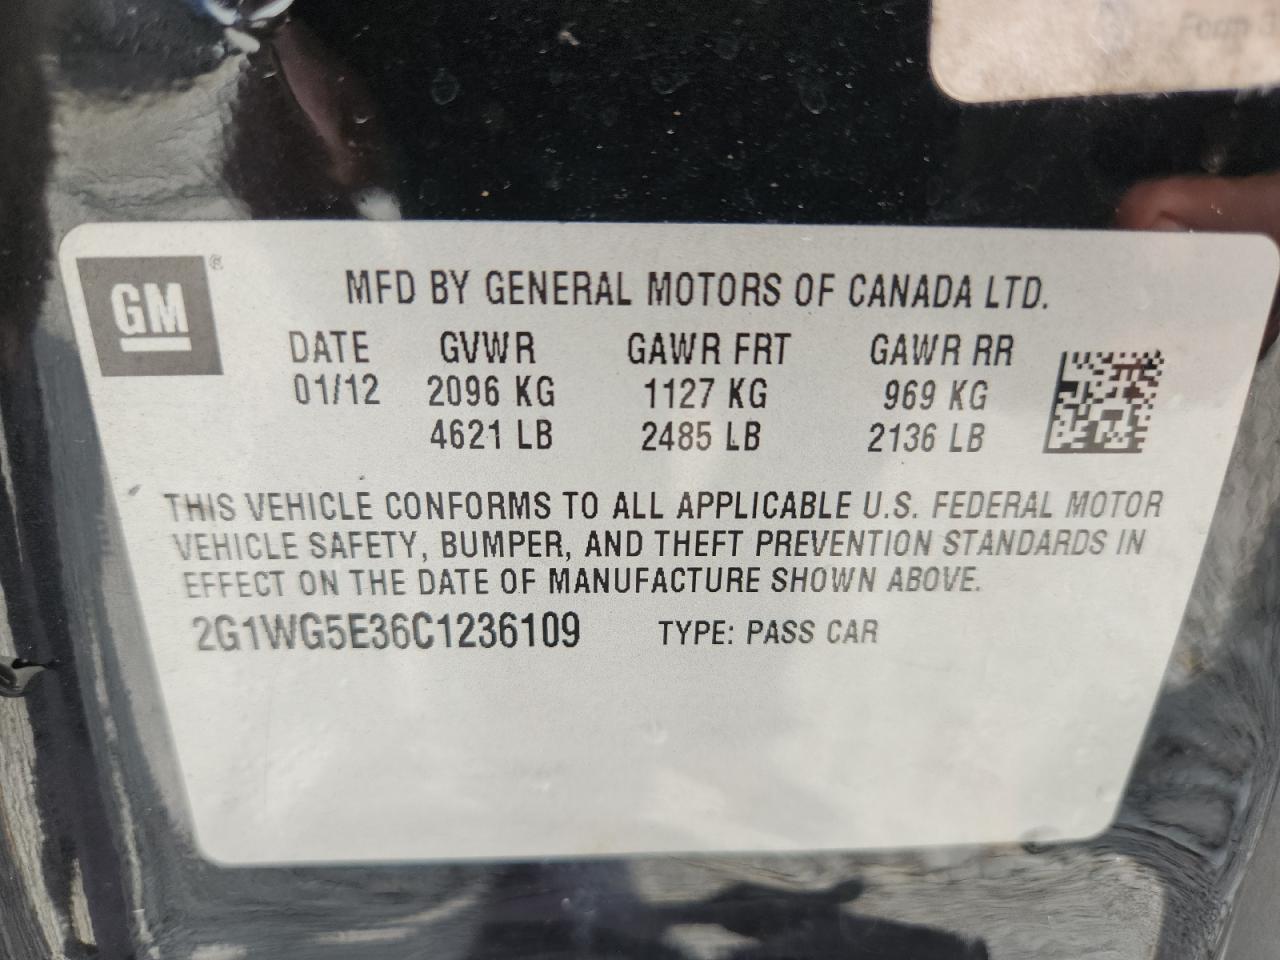 Form 3
GM ®
MFD BY GENERAL MOTORS OF CANADA LTD.
DATE GVWR GAWR FRT GAWR RR
01/12 2096 KG 1127 KG 969 KG
4621 LB 2485 LB 2136 LB
THIS VEHICLE CONFORMS TO ALL APPLICABLE U.S. FEDERAL MOTOR
VEHICLE SAFETY, BUMPER, AND THEFT PREVENTION STANDARDS IN
EFFECT ON THE DATE OF MANUFACTURE SHOWN ABOVE.
2G1WG5E36C1236109 TYPE: PASS CAR